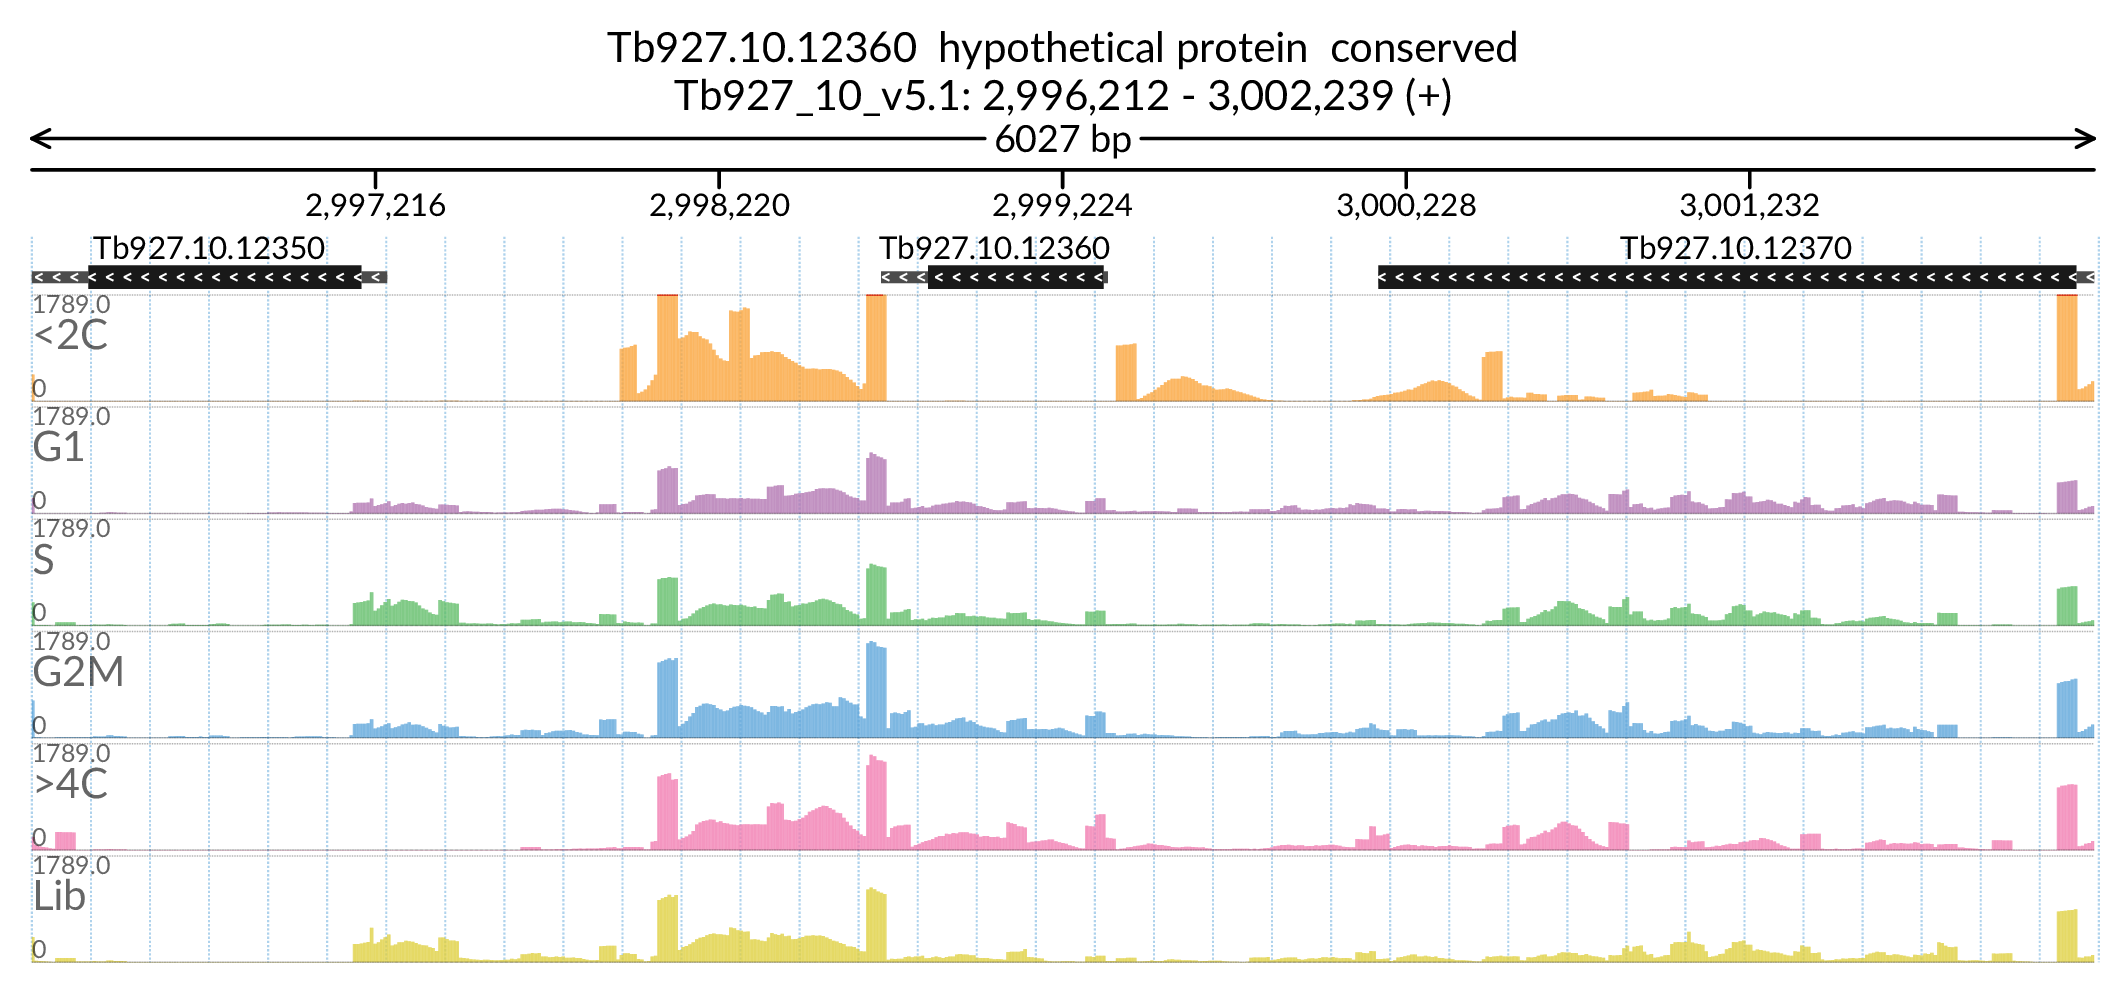 Tb927.10.12360  hypothetical protein  conserved
Tb927_10_v5.1: 2,996,212 - 3,002,239 (+)
6027 bp
2,997,216 2,998,220 2,999,224 3,000,228 3,001,232
Tb927.10.12350 Tb927.10.12360 Tb927.10.12370
1789.0
<2C
0
1789.0
G1
0
1789.0
S
0
1789.0
G2M
0
1789.0
>4C
0
1789.0
Lib
0